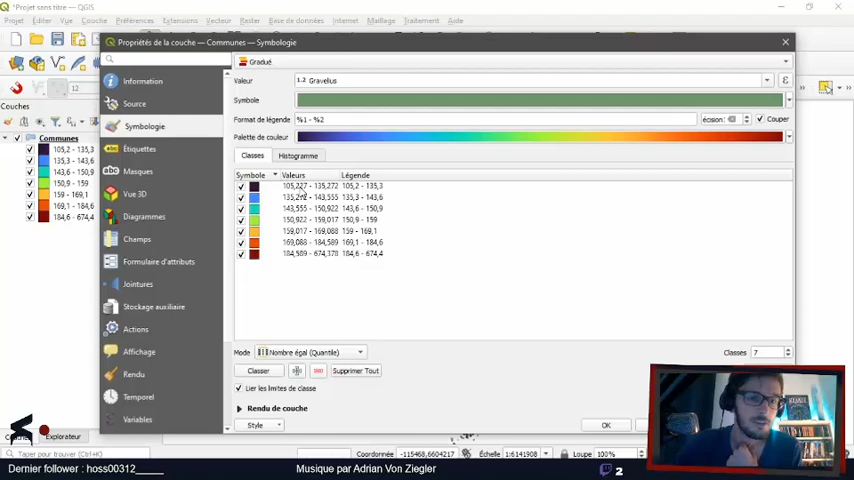 *Projet sans titre — QGIS
Projet Éditer Vue Couche Préférences Extensions Vecteur Raster Base de données Internet Maillage Traitement Aide
Propriétés de la couche — Communes — Symbologie
Information
Source
Symbologie
Étiquettes
Masques
Vue 3D
Diagrammes
Champs
Formulaire d'attributs
Jointures
Stockage auxiliaire
Actions
Affichage
Rendu
Temporel
Variables
Gradué
Valeur 1.2 Gravelius ε
Symbole
Format de légende %1 - %2 écision: Couper
Palette de couleur
Classes Histogramme
Symbole Valeurs Légende
105,227 - 135,272 105,2 - 135,3
135,272 - 143,555 135,3 - 143,6
143,555 - 150,922 143,6 - 150,9
150,922 - 159,017 150,9 - 159
159,017 - 169,088 159 - 169,1
169,088 - 184,589 169,1 - 184,6
184,589 - 674,378 184,6 - 674,4
Mode Nombre égal (Quantile) Classes 7
Classer Supprimer Tout
Lier les limites de classe
Rendu de couche
Style OK
12
Couches
Communes
105,2 - 135,3
135,3 - 143,6
143,6 - 150,9
150,9 - 159
159 - 169,1
169,1 - 184,6
184,6 - 674,4
Explorateur
Taper pour trouver Coordonnée -115468,6604217 Échelle 1:6141908 Loupe 100%
Dernier follower : hoss00312_____ Musique par Adrian Von Ziegler 2